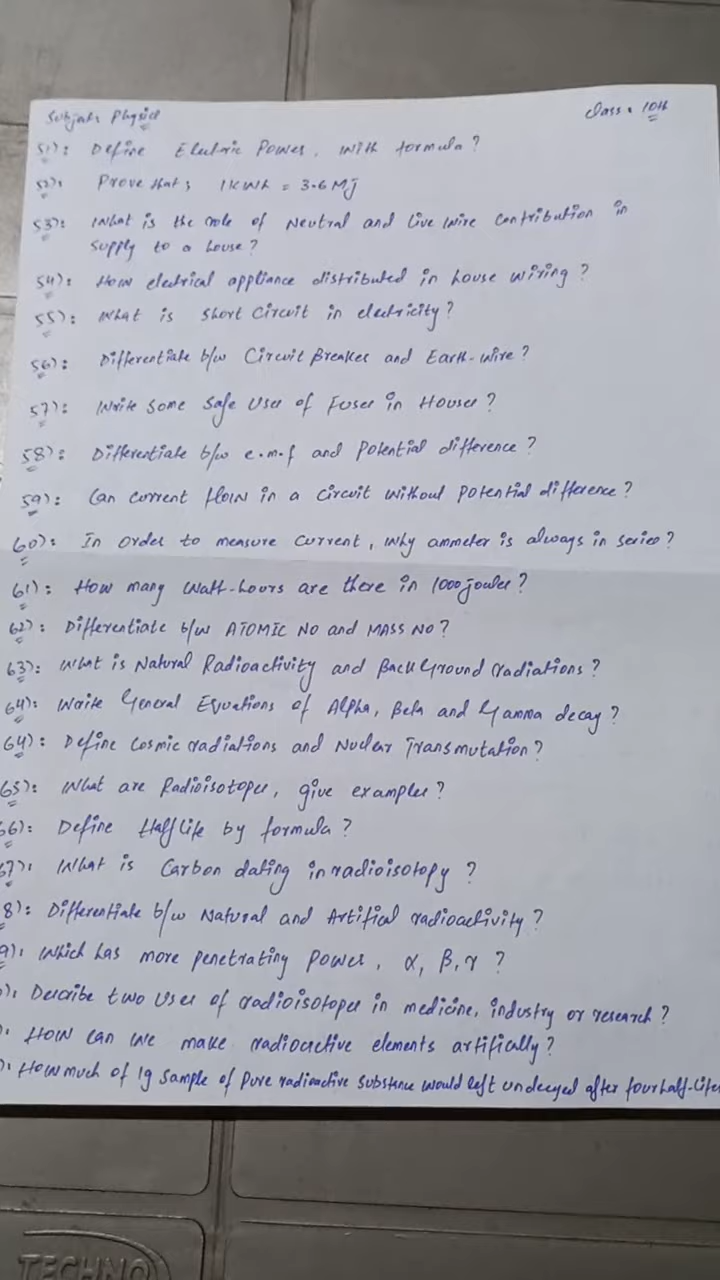 Subject: Physics
Class: 10th
51): Define Electric Power, with formula?
52): Prove that; 1KWh = 3.6 MJ
53): What is the role of Neutral and Live wire contribution in
supply to a house?
54): How electrical appliance distributed in house wiring?
55): What is short circuit in electricity?
56): Differentiate b/w Circuit Breaker and Earth-wire?
57): Write some safe uses of Fuses in Houses?
58): Differentiate b/w e.m.f and Potential difference?
59): Can current flow in a circuit without potential difference?
60): In order to measure current, why ammeter is always in series?
61): How many watt-hours are there in 1000 joules?
62): Differentiate b/w ATOMIC NO and MASS NO?
63): What is Natural Radioactivity and BackGround radiations?
64): Write General Equations of Alpha, Beta and Gamma decay?
64): Define Cosmic radiations and Nuclear Transmutation?
65): What are Radioisotopes, give examples?
66): Define Half Life by formula?
67): What is Carbon dating in radioisotopy?
8): Differentiate b/w Natural and Artifical radioactivity?
9): Which has more penetrating power, α, β, γ?
): Describe two uses of radioisotopes in medicine, industry or research?
): How can we make radioactive elements artifically?
): How much of 1g sample of Pure radioactive substance would left undecyed after four half-lifes
TECHNO